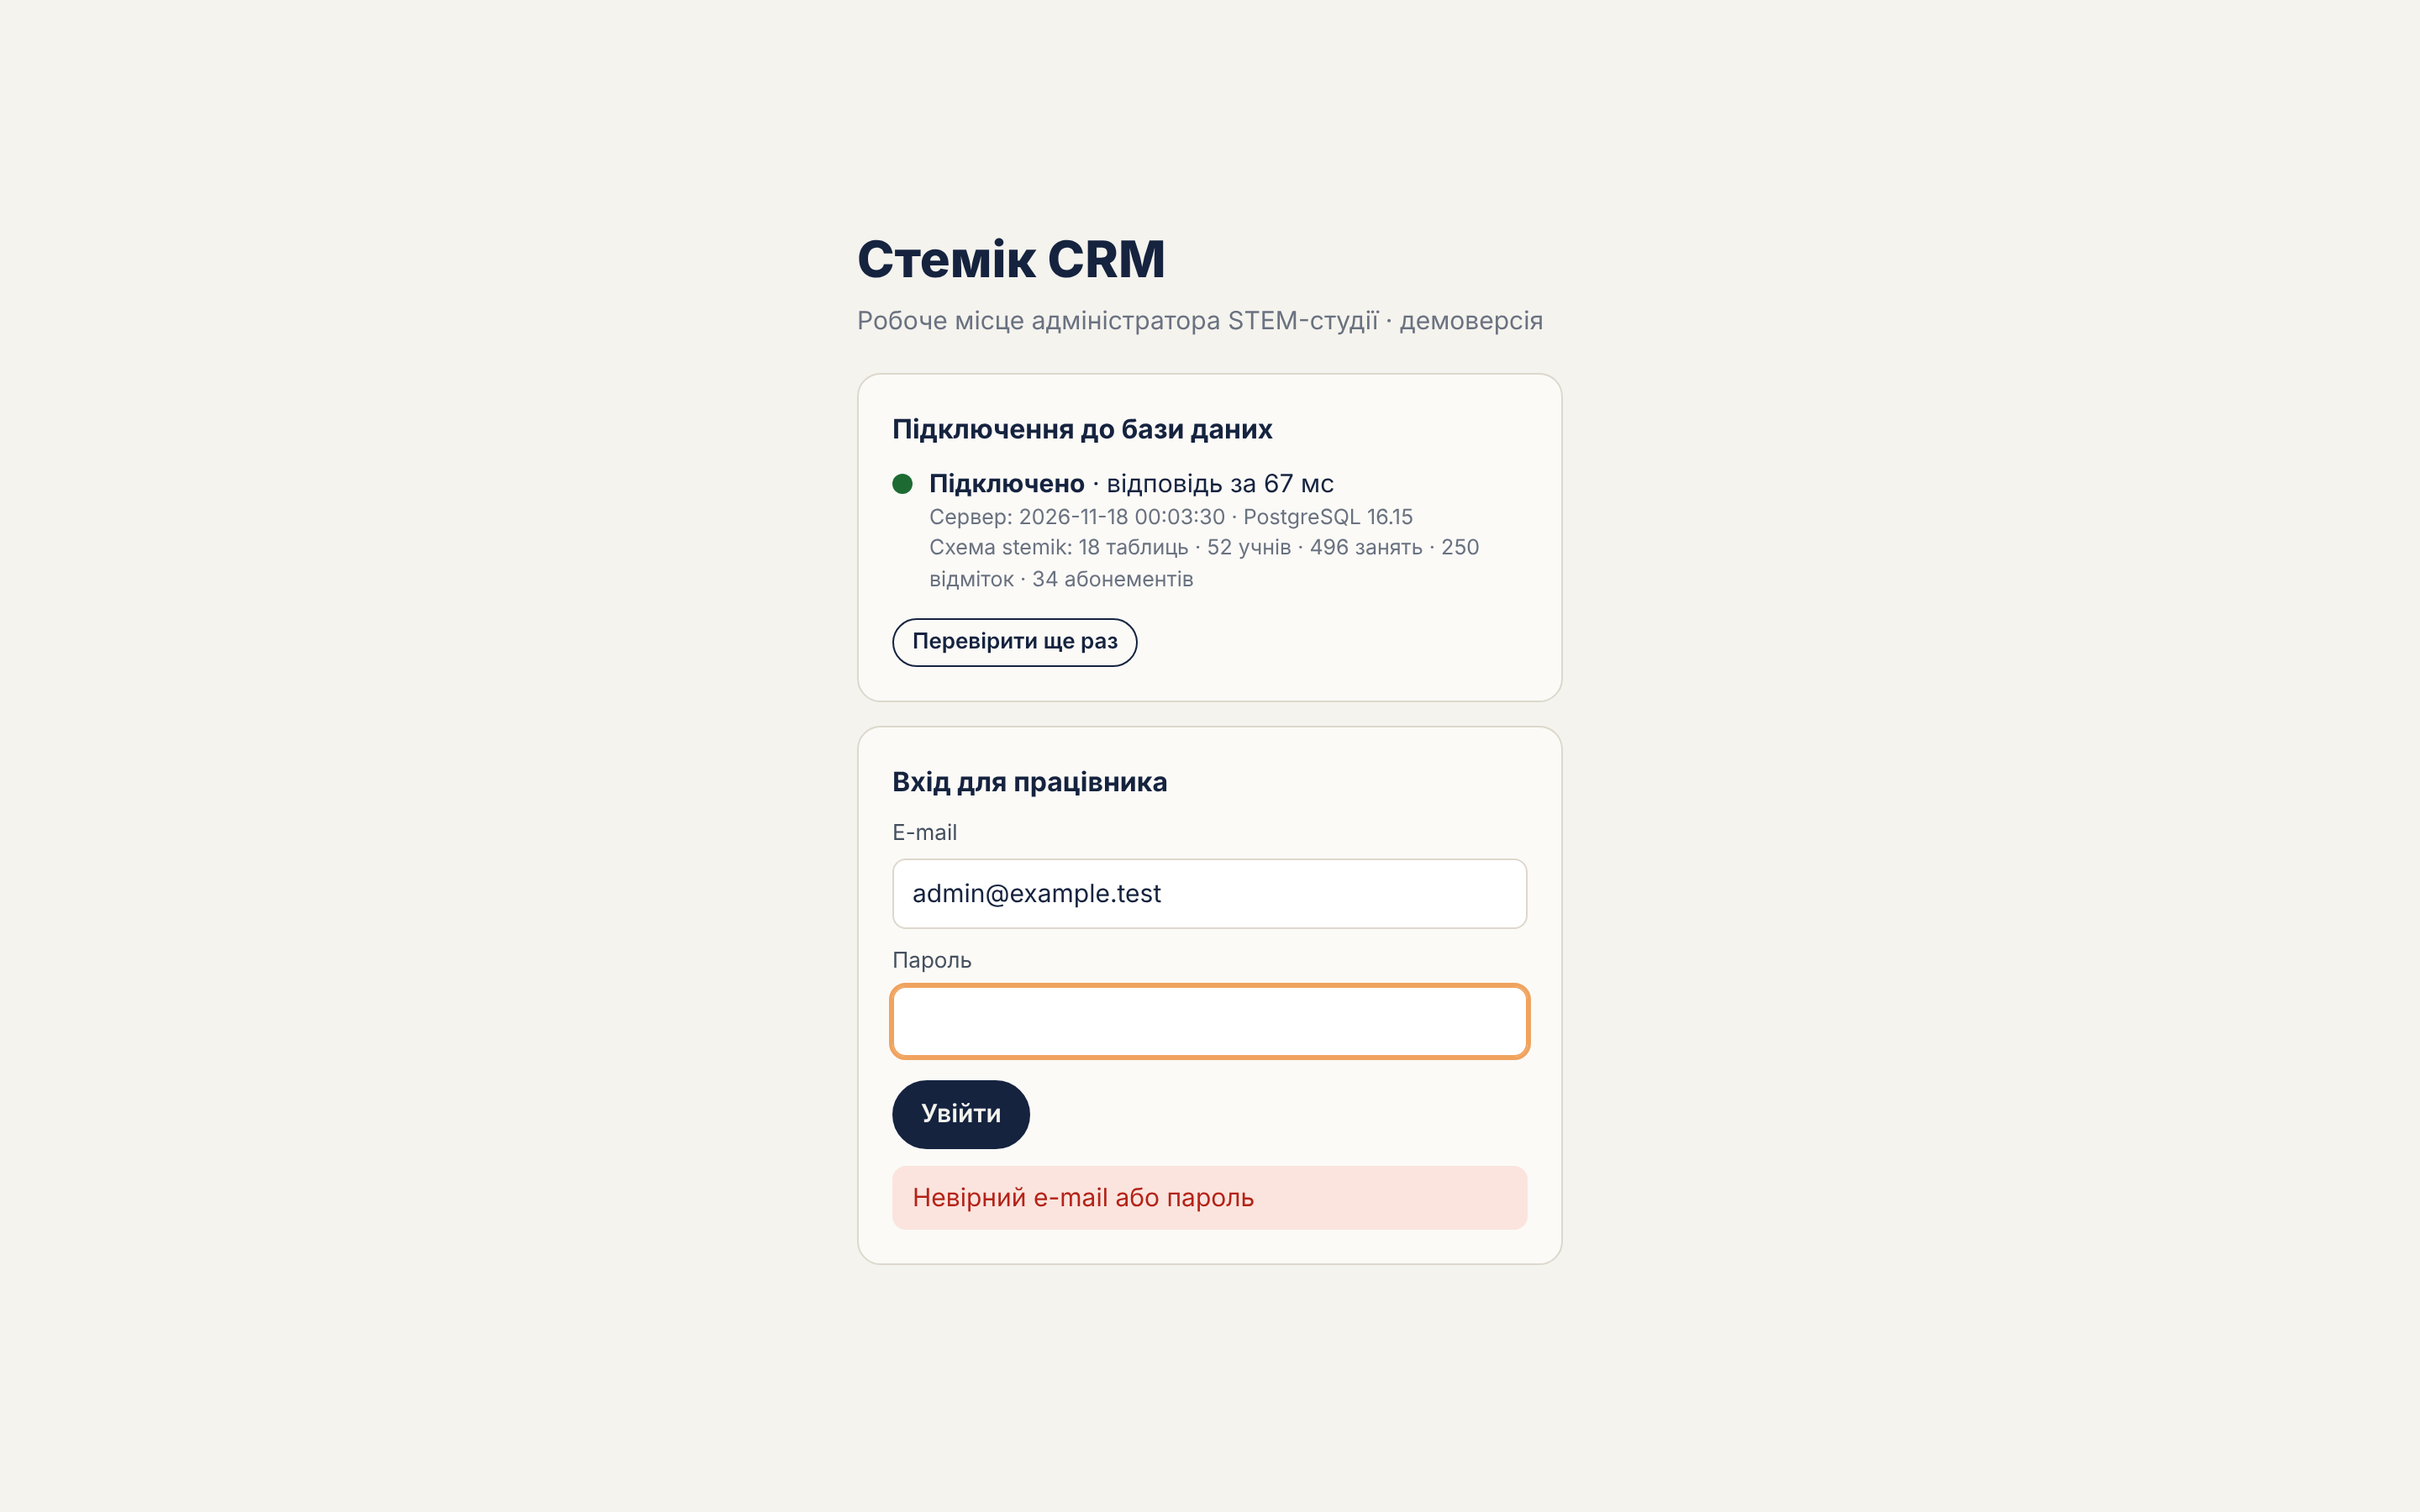 Стемік CRM
Робоче місце адміністратора STEM-студії · демоверсія
Підключення до бази даних
Підключено · відповідь за 67 мс
Сервер: 2026-11-18 00:03:30 · PostgreSQL 16.15
Схема stemik: 18 таблиць · 52 учнів · 496 занять · 250
відміток · 34 абонементів
Перевірити ще раз
Вхід для працівника
E-mail
admin@example.test
Пароль
Увійти
Невірний e-mail або пароль